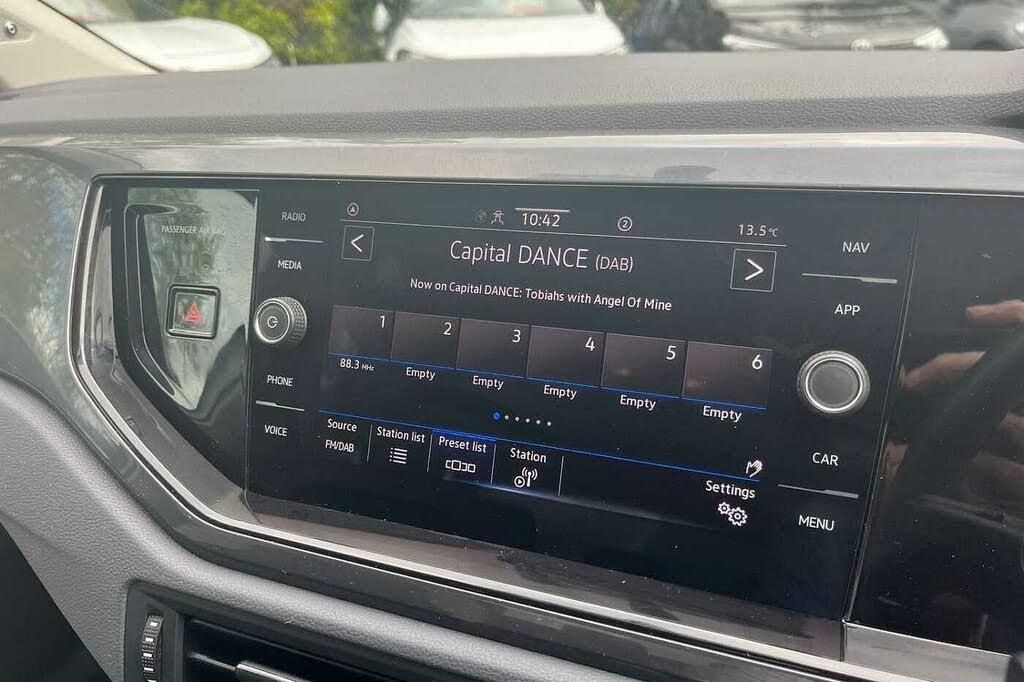 PASSENGER AIRBAG
RADIO
MEDIA
PHONE
VOICE
10:42
2
13.5°C
<
Capital DANCE (DAB)
>
Now on Capital DANCE: Tobiahs with Angel Of Mine
1
88.3 MHz
2
Empty
3
Empty
4
Empty
5
Empty
6
Empty
Source
FM/DAB
Station list
Preset list
Station
Settings
NAV
APP
CAR
MENU